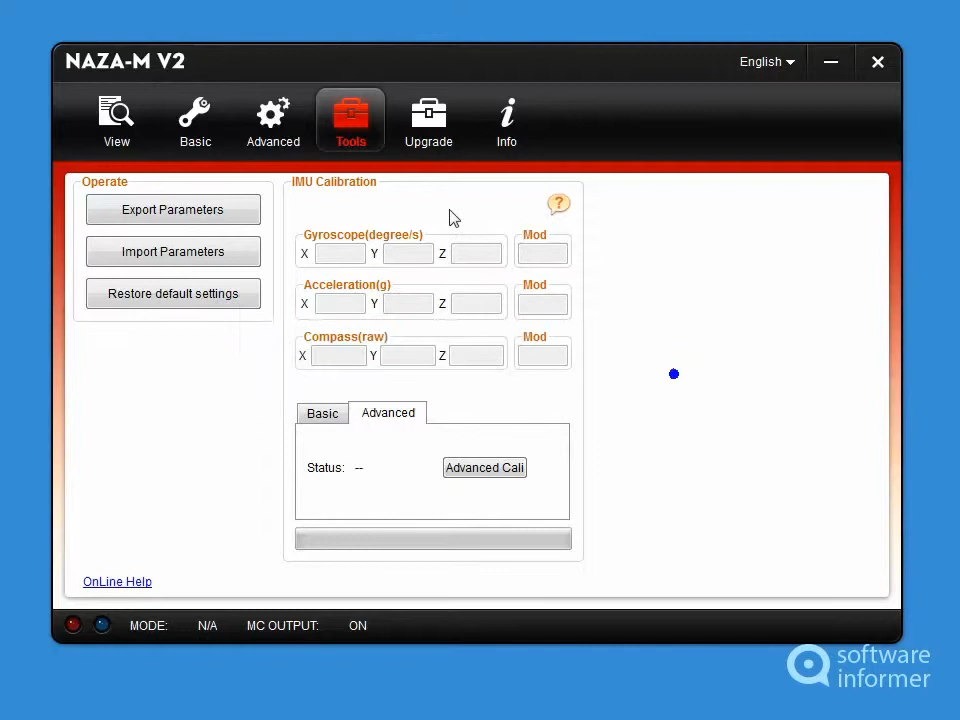 NAZA-M V2
English
View
Basic
Advanced
Tools
Upgrade
Info
Operate
Export Parameters
Import Parameters
Restore default settings
IMU Calibration
?
Gyroscope(degree/s)
Mod
X Y Z
Acceleration(g)
Mod
X Y Z
Compass(raw)
Mod
X Y Z
Basic
Advanced
Status: --
Advanced Cali
OnLine Help
MODE: N/A MC OUTPUT: ON
software
informer